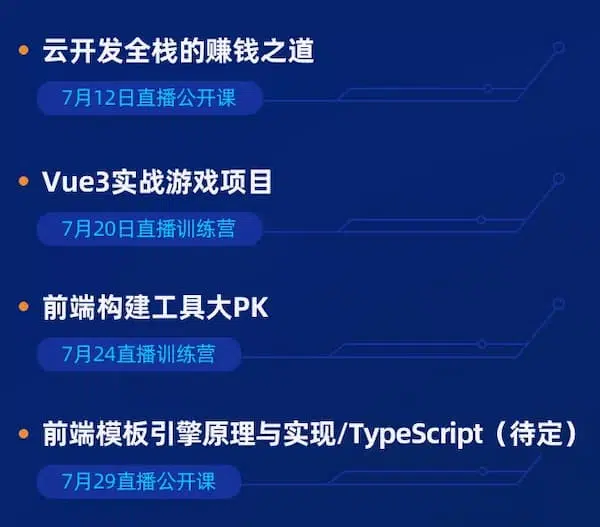 云开发全栈的赚钱之道
7月12日直播公开课
Vue3实战游戏项目
7月20日直播训练营
前端构建工具大PK
7月24直播训练营
前端模板引擎原理与实现/TypeScript（待定）
7月29直播公开课